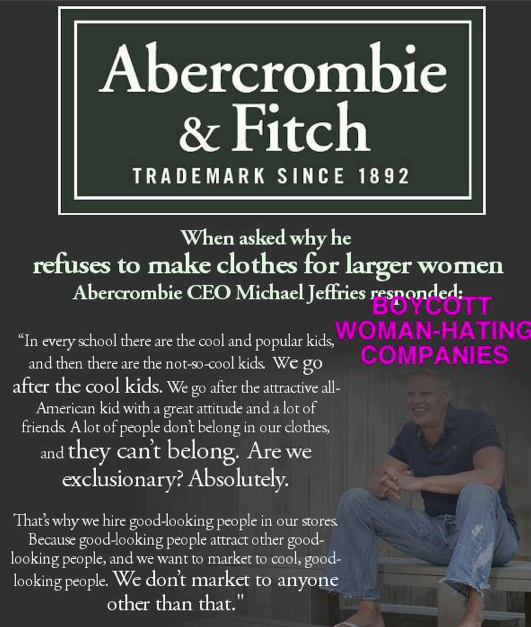 Abercrombie
& Fitch
TRADEMARK SINCE 1892
When asked why he
refuses to make clothes for larger women
Abercrombie CEO Michael Jeffries responded:
BOYCOTT
WOMAN-HATING
COMPANIES
“In every school there are the cool and popular kids,
and then there are the not-so-cool kids. We go
after the cool kids. We go after the attractive all-
American kid with a great attitude and a lot of
friends. A lot of people don’t belong in our clothes,
and they can’t belong. Are we
exclusionary? Absolutely.
That’s why we hire good-looking people in our stores.
Because good-looking people attract other good-
looking people, and we want to market to cool, good-
looking people. We don’t market to anyone
other than that."